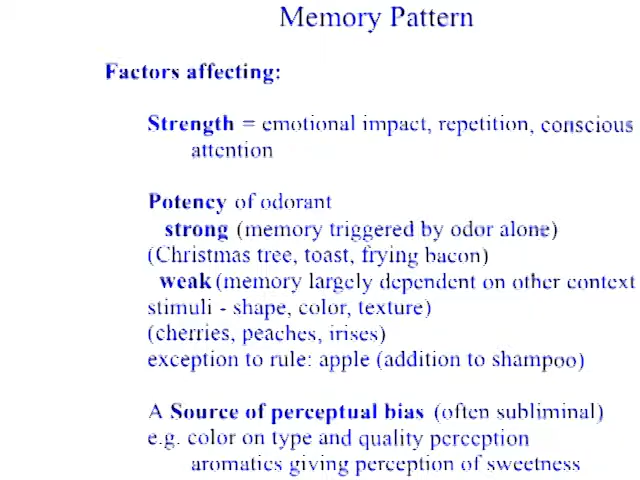 Memory Pattern
Factors affecting:
Strength = emotional impact, repetition, conscious
attention
Potency of odorant
strong (memory triggered by odor alone)
(Christmas tree, toast, frying bacon)
weak (memory largely dependent on other context
stimuli - shape, color, texture)
(cherries, peaches, irises)
exception to rule: apple (addition to shampoo)
A Source of perceptual bias (often subliminal)
e.g. color on type and quality perception
aromatics giving perception of sweetness